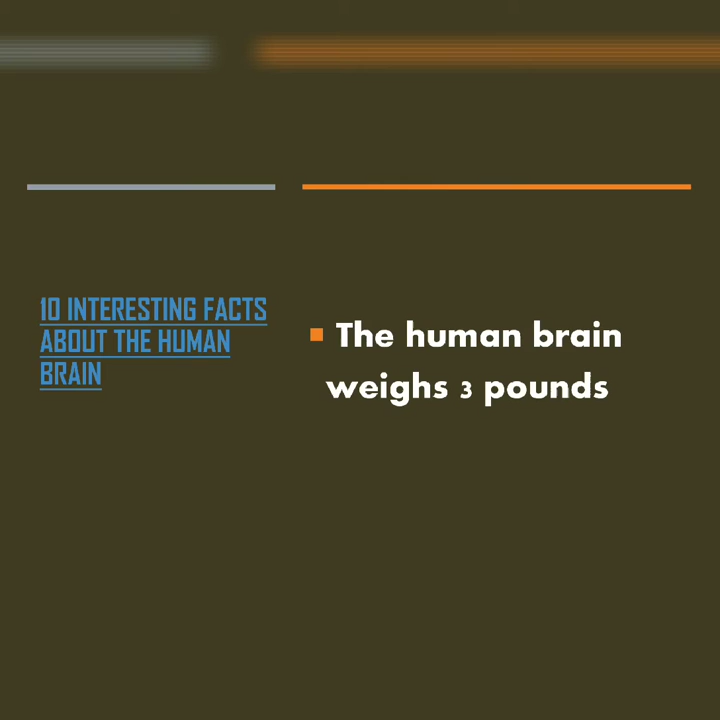 10 INTERESTING FACTS
ABOUT THE HUMAN
BRAIN
The human brain
weighs 3 pounds